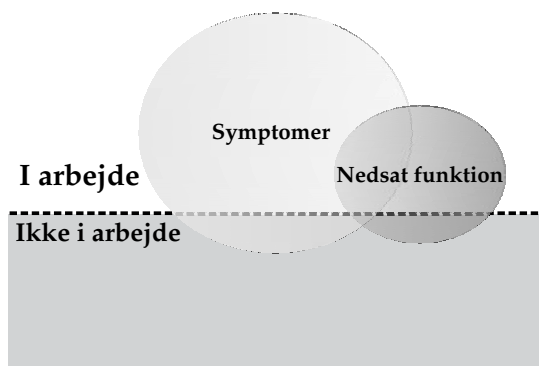 Symptomer
Nedsat funktion
I arbejde
Ikke i arbejde